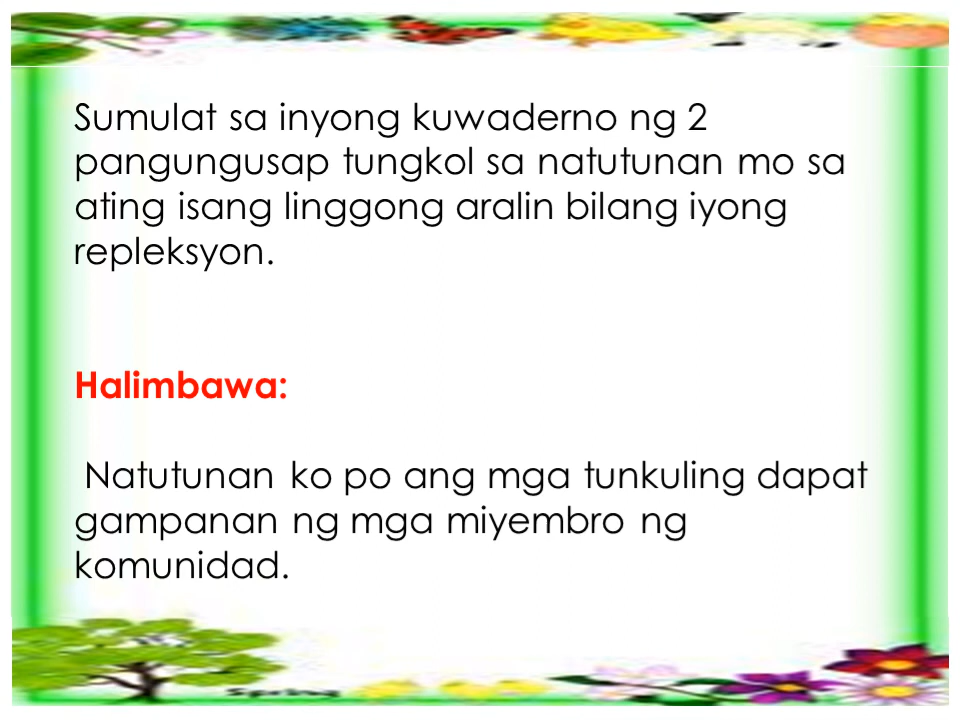 Sumulat sa inyong kuwaderno ng 2
pangungusap tungkol sa natutunan mo sa
ating isang linggong aralin bilang iyong
repleksyon.
Halimbawa:
Natutunan ko po ang mga tunkuling dapat
gampanan ng mga miyembro ng
komunidad.
Spring